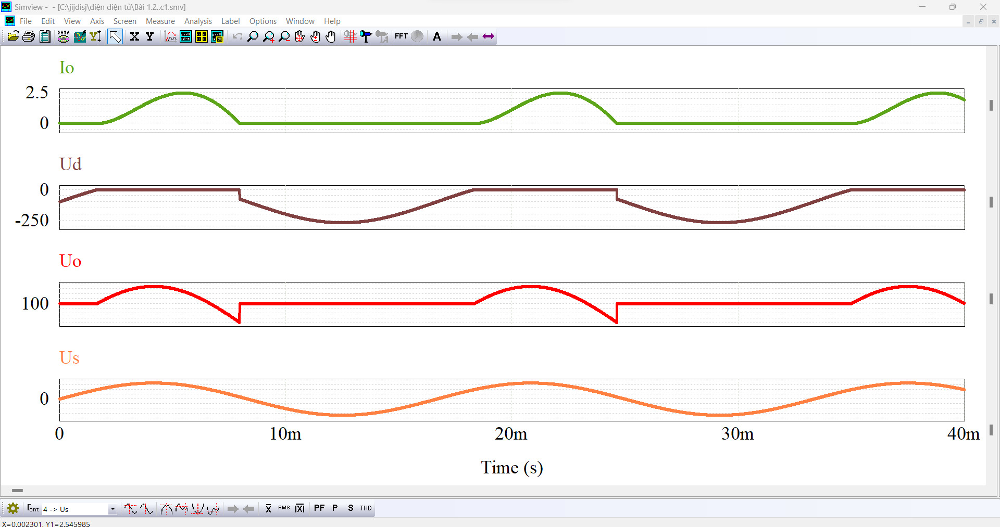 Simview - - [C:\jijdisj\điện điện tử\Bài 1.2..c1.smv]
File Edit View Axis Screen Measure Analysis Label Options Window Help
DATA Y X Y FFT A
Io
2.5
0
Ud
0
-250
Uo
100
Us
0
0 10m 20m 30m 40m
Time (s)
Font 4 -> Us X RMS |X| PF P S THD
X=0.002301, Y1=2.545985